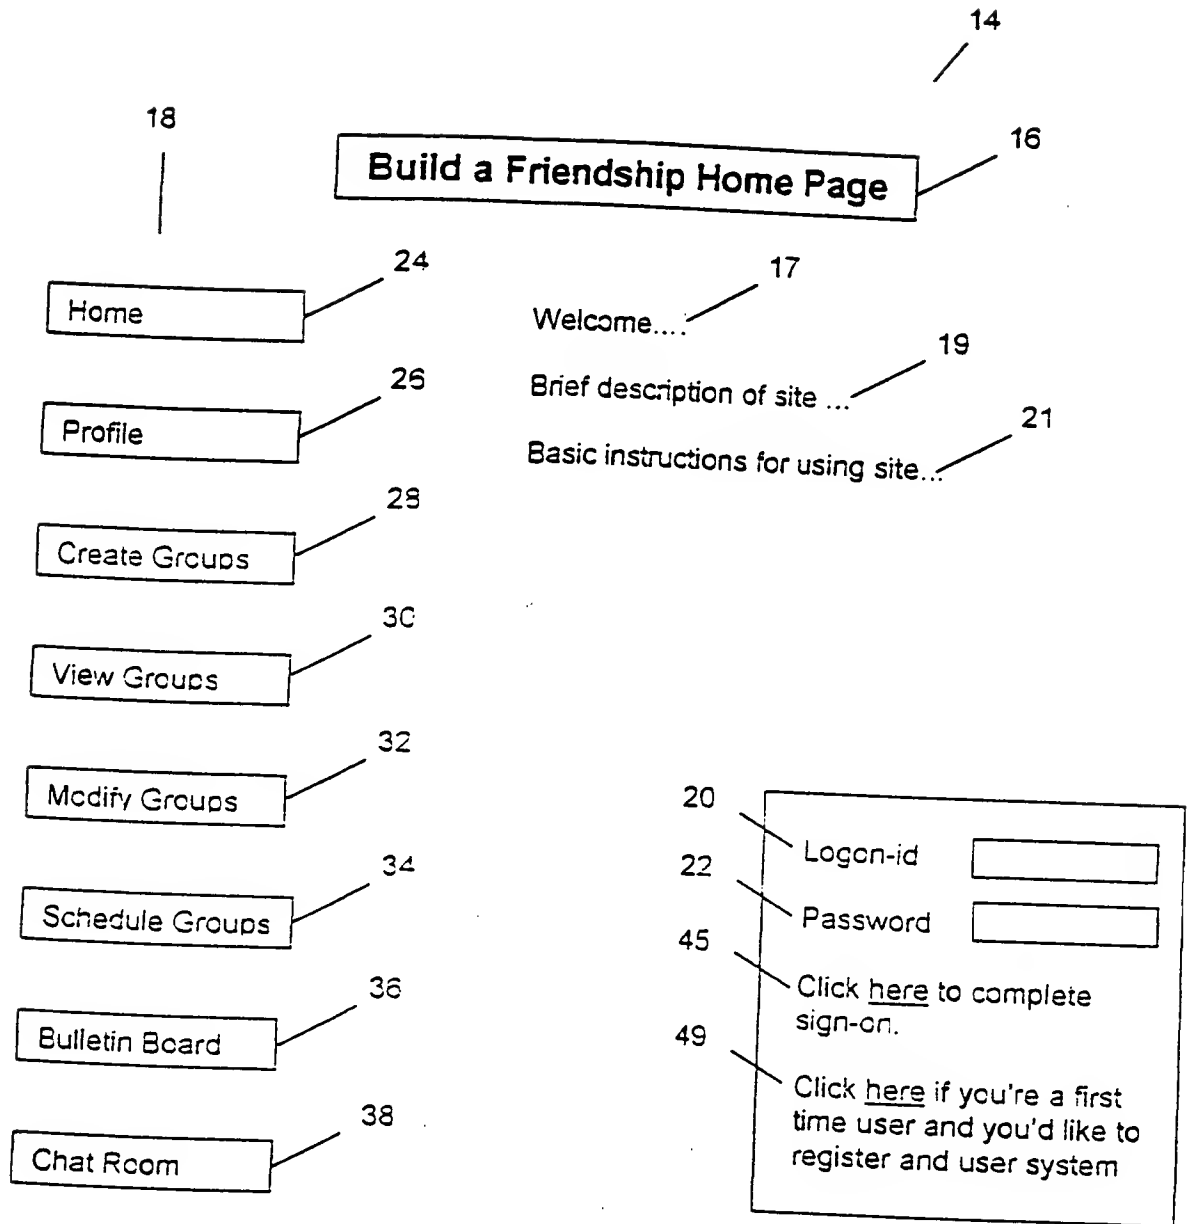 14
18
16
Build a Friendship Home Page
24
17
Home
Welcome....
19
26
Brief description of site ...
21
Profile
Basic instructions for using site...
28
Create Groups
30
View Groups
32
Modify Groups
34
Schedule Groups
36
Bulletin Board
38
Chat Room
20
Logon-id
22
Password
45
Click here to complete
sign-on.
49
Click here if you're a first
time user and you'd like to
register and user system